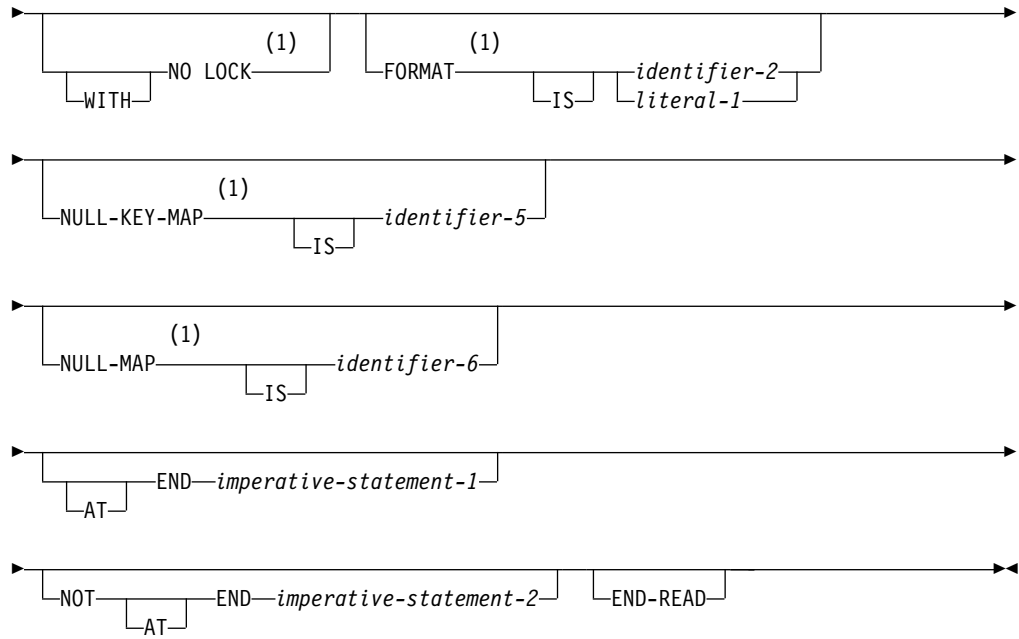 (1) (1)
NO LOCK FORMAT identifier-2
WITH IS literal-1
(1)
NULL-KEY-MAP identifier-5
IS
(1)
NULL-MAP identifier-6
IS
END imperative-statement-1
AT
NOT END imperative-statement-2 END-READ
AT